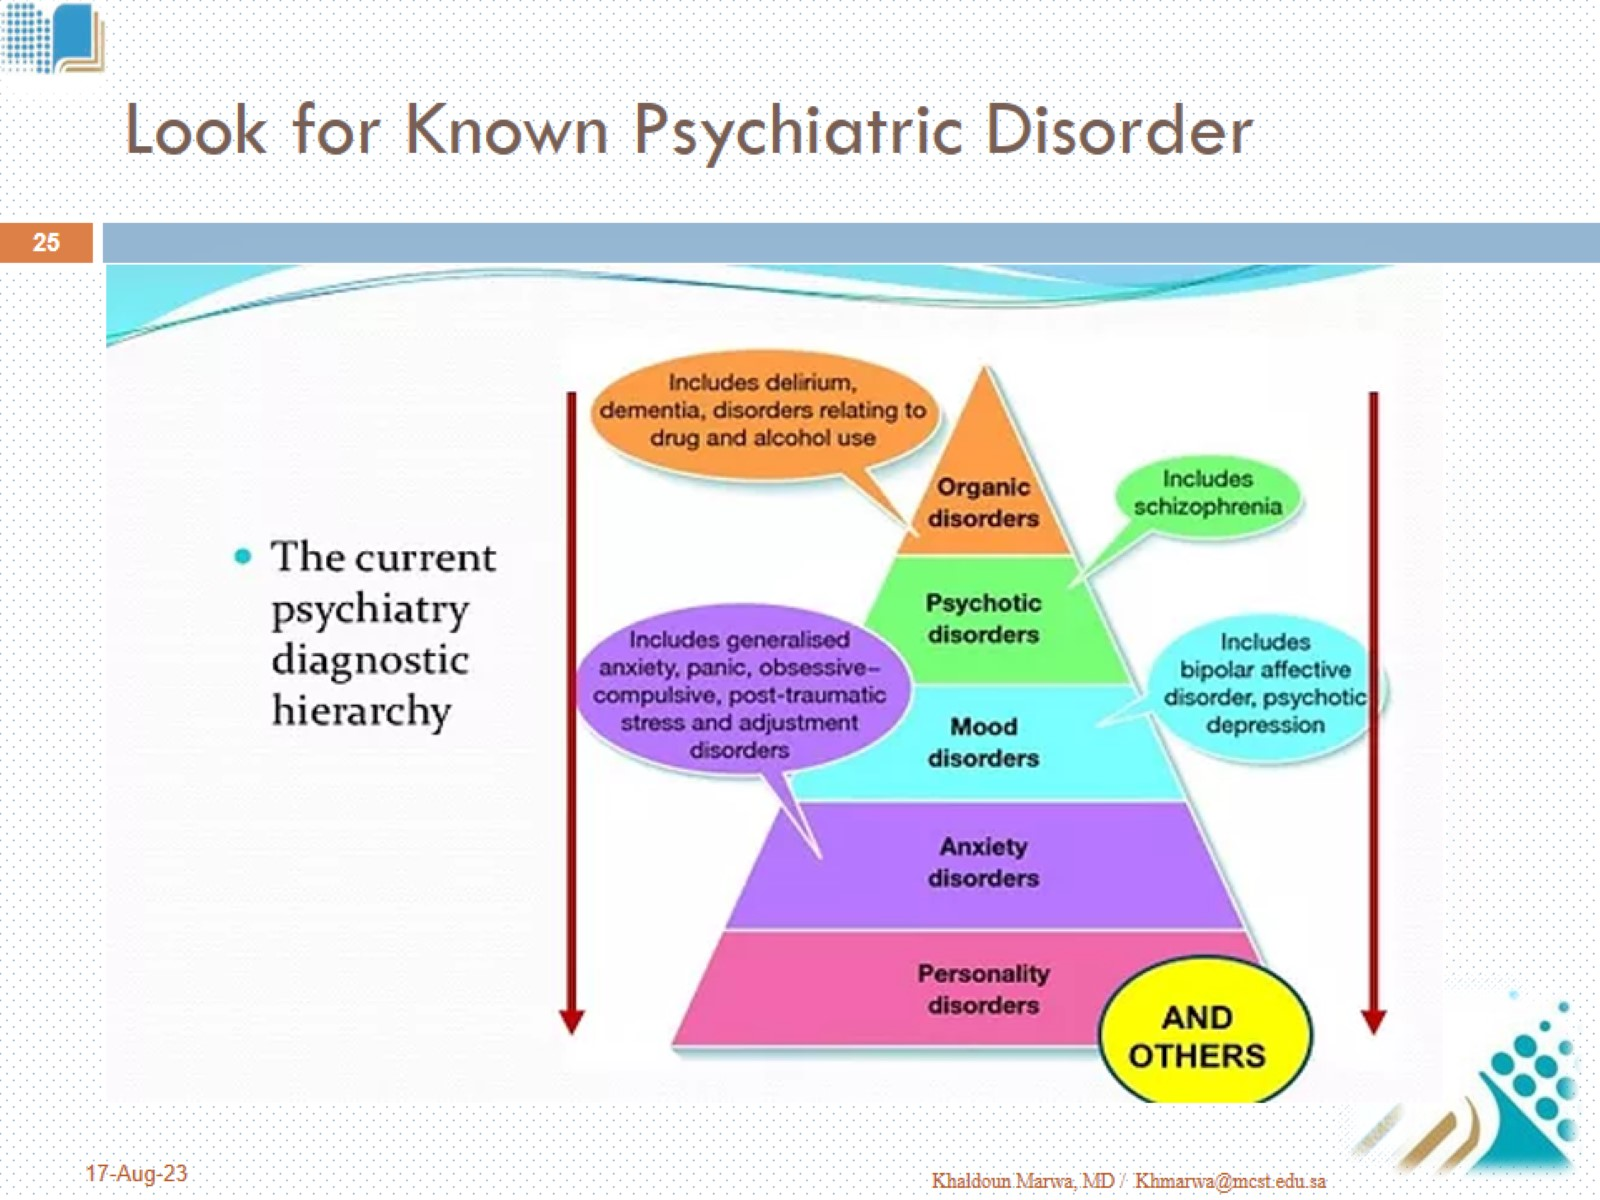 Look for Known Psychiatric Disorder
25
• The current
psychiatry
diagnostic
hierarchy
Includes delirium,
dementia, disorders relating to
drug and alcohol use
Organic
disorders
Includes
schizophrenia
Psychotic
disorders
Includes generalised
anxiety, panic, obsessive–
compulsive, post-traumatic
stress and adjustment
disorders
Includes
bipolar affective
disorder, psychotic
depression
Mood
disorders
Anxiety
disorders
Personality
disorders
AND
OTHERS
17-Aug-23
Khaldoun Marwa, MD / Khmarwa@mcst.edu.sa